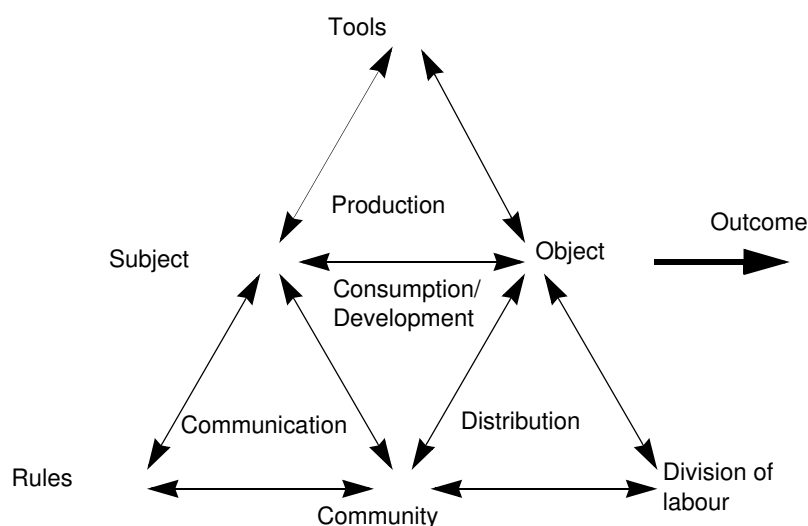 Tools
Production
Outcome
Subject
Object
Consumption/
Development
Communication
Distribution
Rules
Division of
labour
Community